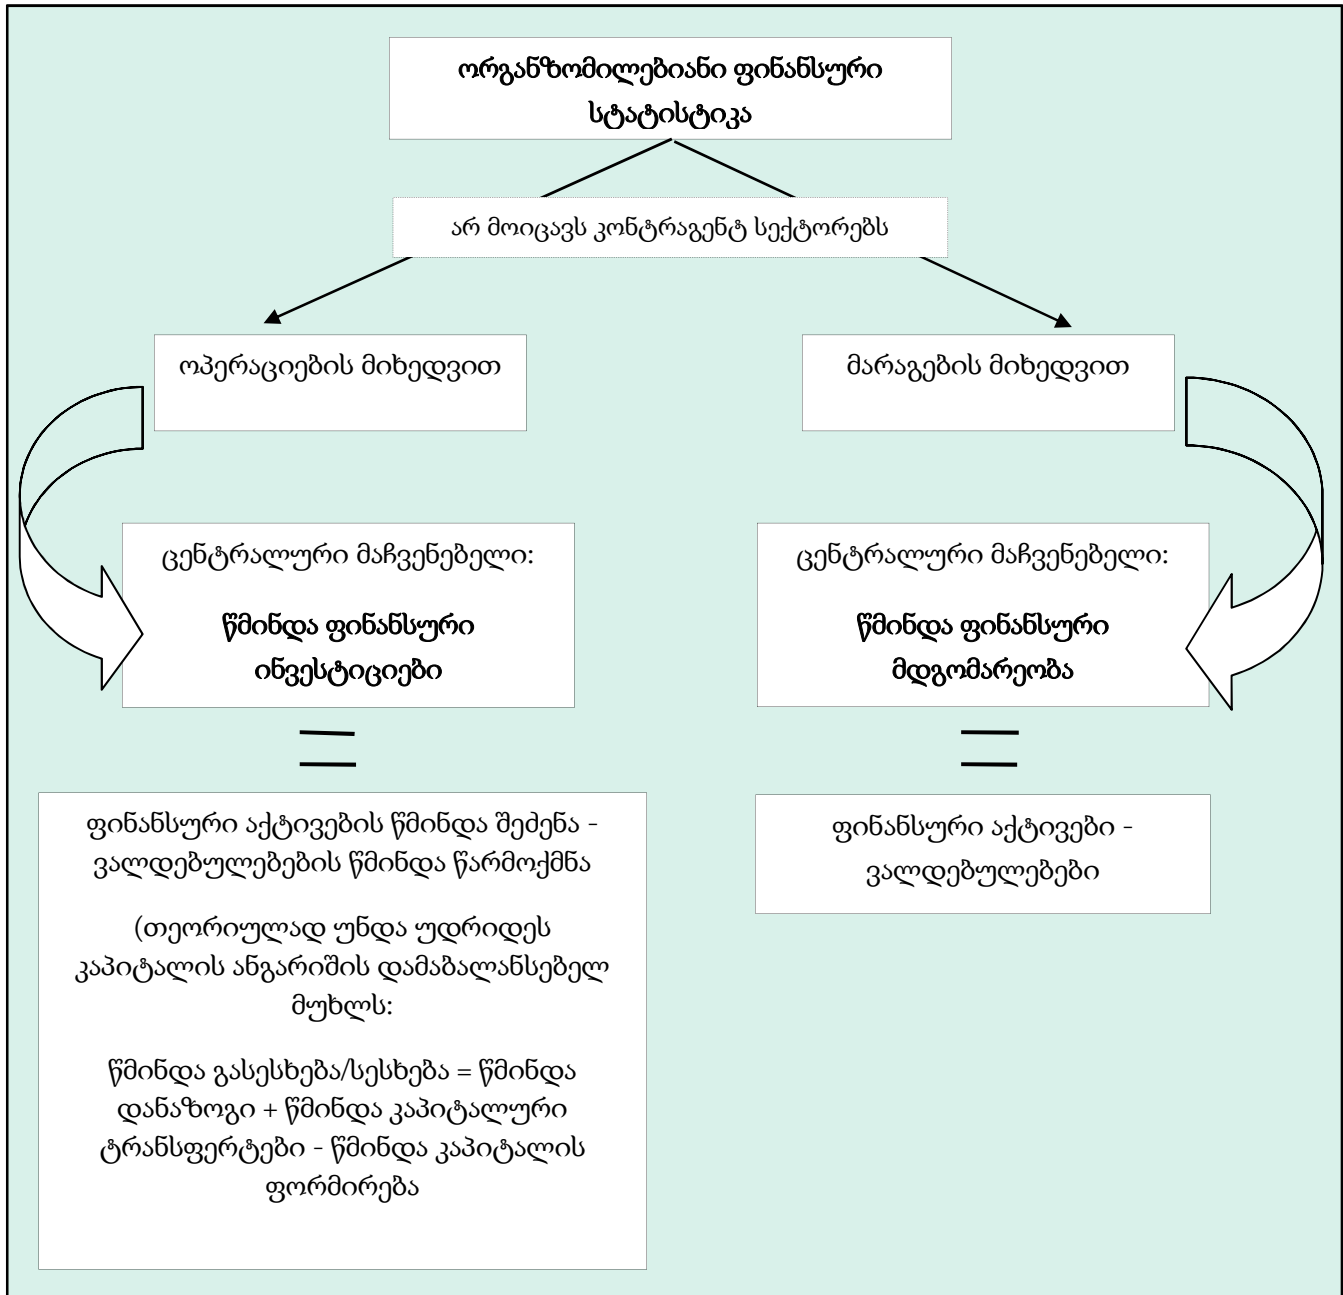 ორგანზომილებიანი ფინანსური
სტატისტიკა
არ მოიცავს კონტრაგენტ სექტორებს
ოპერაციების მიხედვით
მარაგების მიხედვით
ცენტრალური მაჩვენებელი:
წმინდა ფინანსური
ინვესტიციები
ცენტრალური მაჩვენებელი:
წმინდა ფინანსური
მდგომარეობა
ფინანსური აქტივების წმინდა შეძენა -
ვალდებულებების წმინდა წარმოქმნა
(თეორიულად უნდა უდრიდეს
კაპიტალის ანგარიშის დამაბალანსებელ
მუხლს:
წმინდა გასესხება/სესხება = წმინდა
დანაზოგი + წმინდა კაპიტალური
ტრანსფერტები - წმინდა კაპიტალის
ფორმირება
ფინანსური აქტივები -
ვალდებულებები